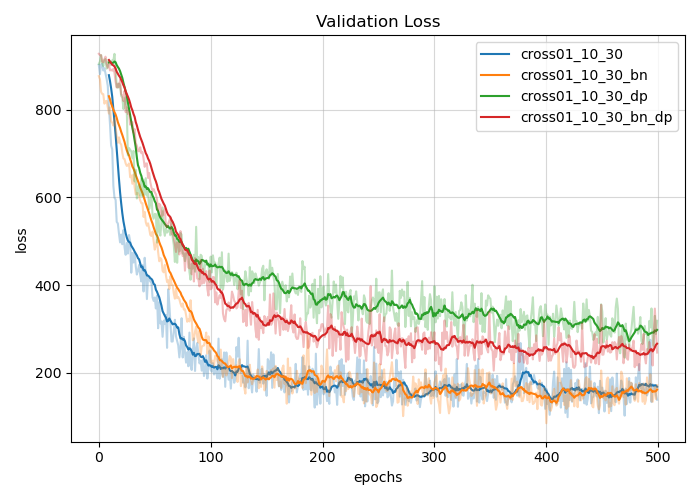 Validation Loss
cross01_10_30
cross01_10_30_bn
cross01_10_30_dp
cross01_10_30_bn_dp
loss
800
600
400
200
0 100 200 300 400 500
epochs